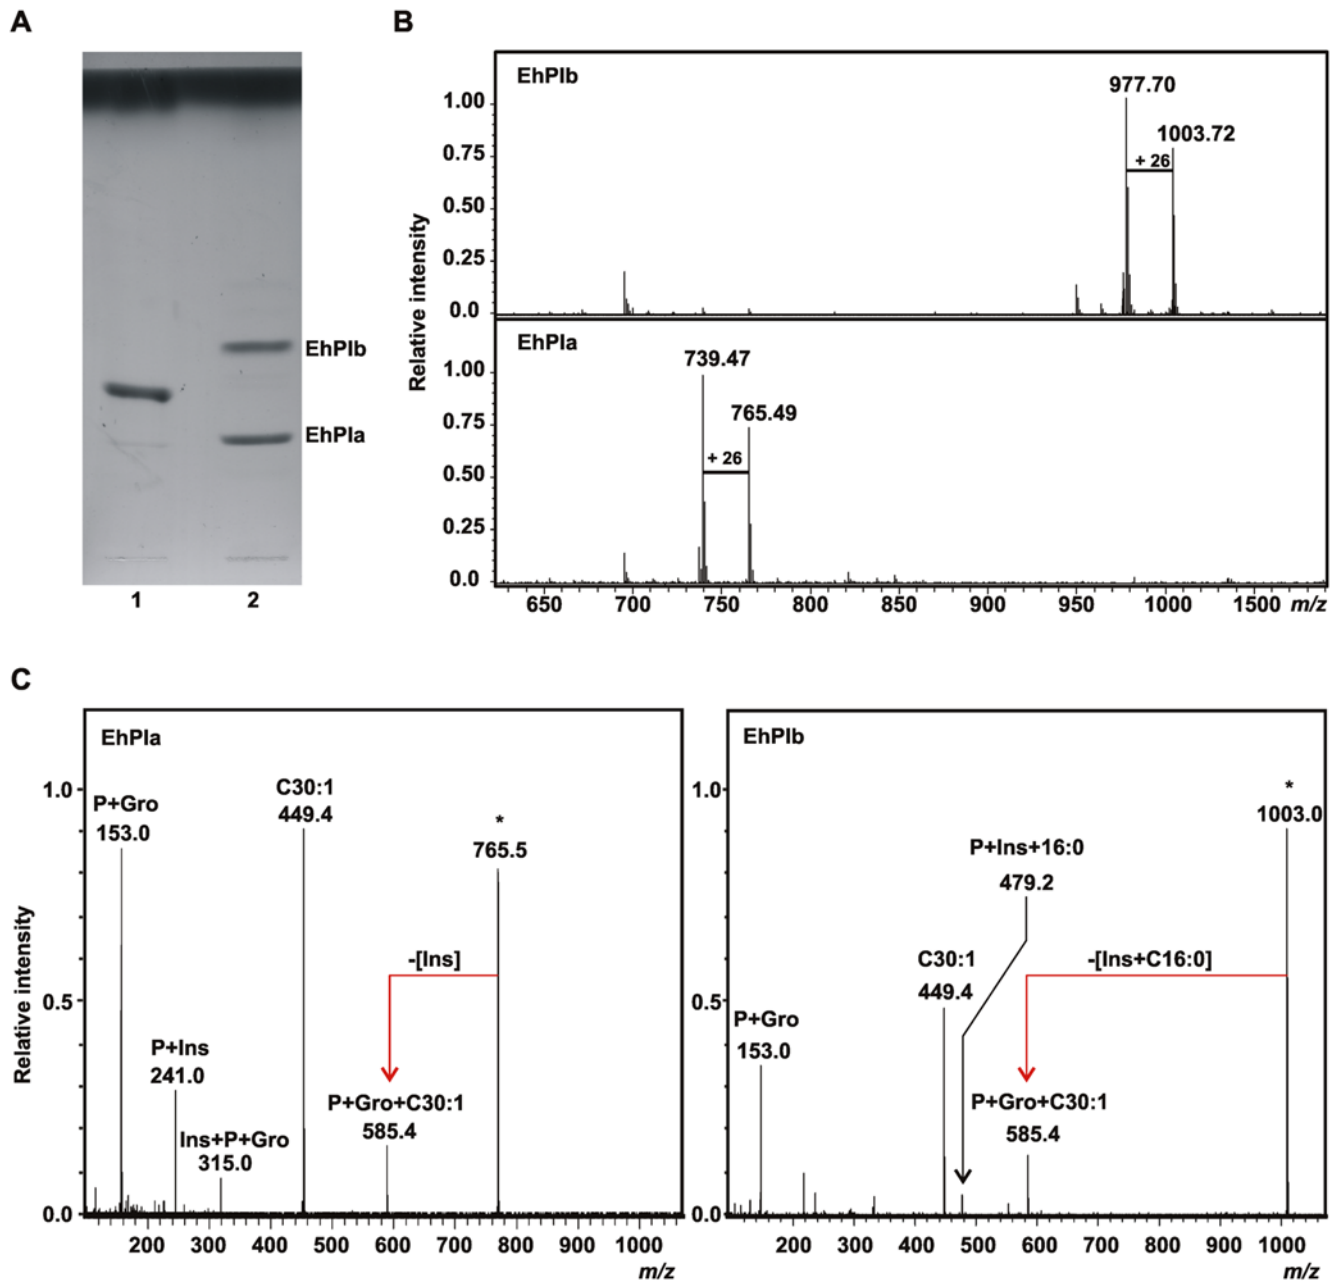 A
EhPIb
EhPIa
1 2
B
EhPIb
977.70
1003.72
+ 26
1.00
0.75
0.50
0.25
0.0
Relative intensity
EhPIa
739.47
765.49
+ 26
1.00
0.75
0.50
0.25
0.0
650 700 750 800 850 900 950 1000 1500 m/z
C
EhPIa
Relative intensity
1.0
0.5
0.0
P+Gro
153.0
P+Ins
241.0
Ins+P+Gro
315.0
C30:1
449.4
*
765.5
-[Ins]
P+Gro+C30:1
585.4
200 300 400 500 600 700 800 900 1000
m/z
EhPIb
1.0
0.5
0.0
*
1003.0
P+Ins+16:0
479.2
C30:1
449.4
-[Ins+C16:0]
P+Gro
153.0
P+Gro+C30:1
585.4
200 300 400 500 600 700 800 900 1000
m/z